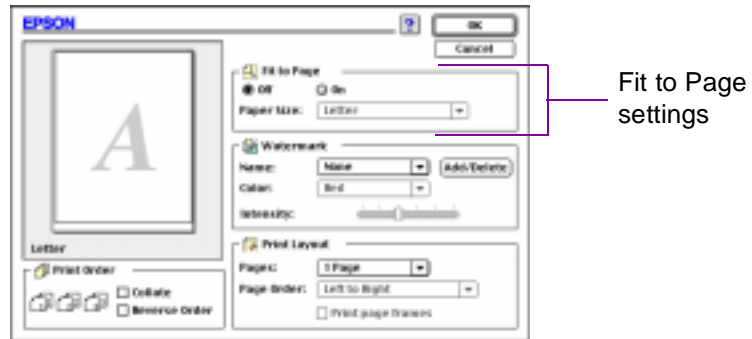 EPSON
OK
Cancel
A
Letter
Print Order
Collate
Reverse Order
Fit to Page
Off On
Paper Size: Letter
Watermark
Name: None Add/Delete
Color: Red
Intensity:
Print Layout
Pages: 1 Page
Page Order: Left to Right
Print page frames
Fit to Page
settings